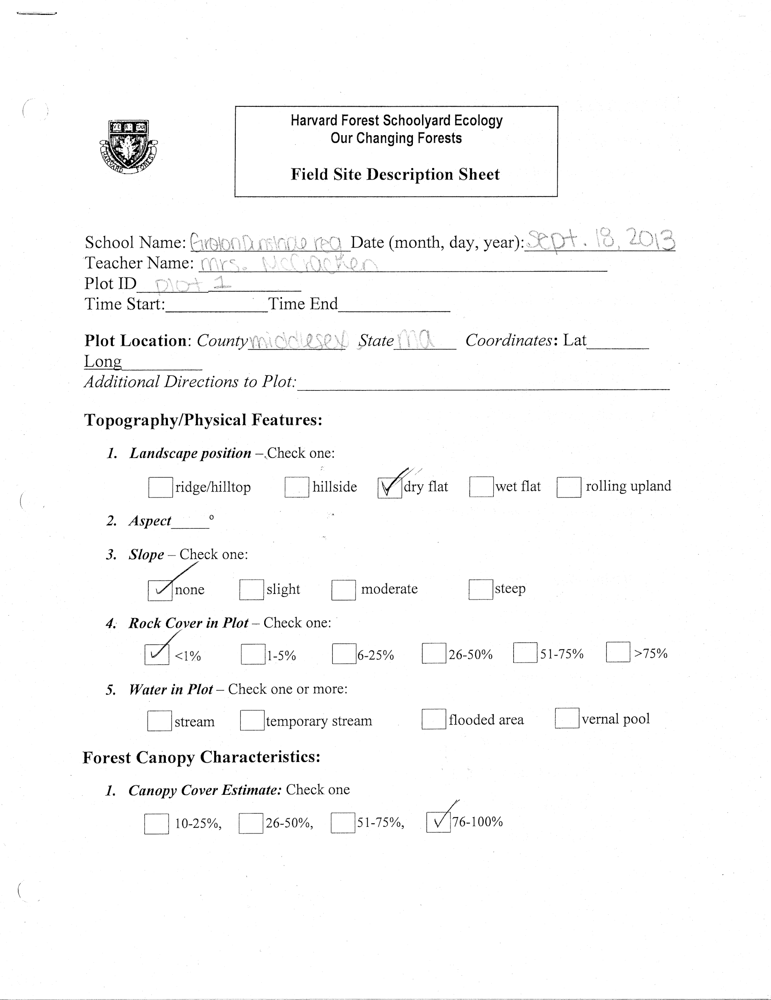 VE RI TAS
HARVARD FOREST
Harvard Forest Schoolyard Ecology
Our Changing Forests
Field Site Description Sheet
School Name: Groton Dunstable reg Date (month, day, year): Sept. 18, 2013
Teacher Name: Mrs. McCracken
Plot ID Plot 1
Time Start: Time End
Plot Location: County middlesex State Ma Coordinates: Lat
Long
Additional Directions to Plot:
Topography/Physical Features:
1. Landscape position – Check one:
ridge/hilltop hillside dry flat wet flat rolling upland
2. Aspect °
3. Slope – Check one:
none slight moderate steep
4. Rock Cover in Plot – Check one:
<1% 1-5% 6-25% 26-50% 51-75% >75%
5. Water in Plot – Check one or more:
stream temporary stream flooded area vernal pool
Forest Canopy Characteristics:
1. Canopy Cover Estimate: Check one
10-25%, 26-50%, 51-75%, 76-100%